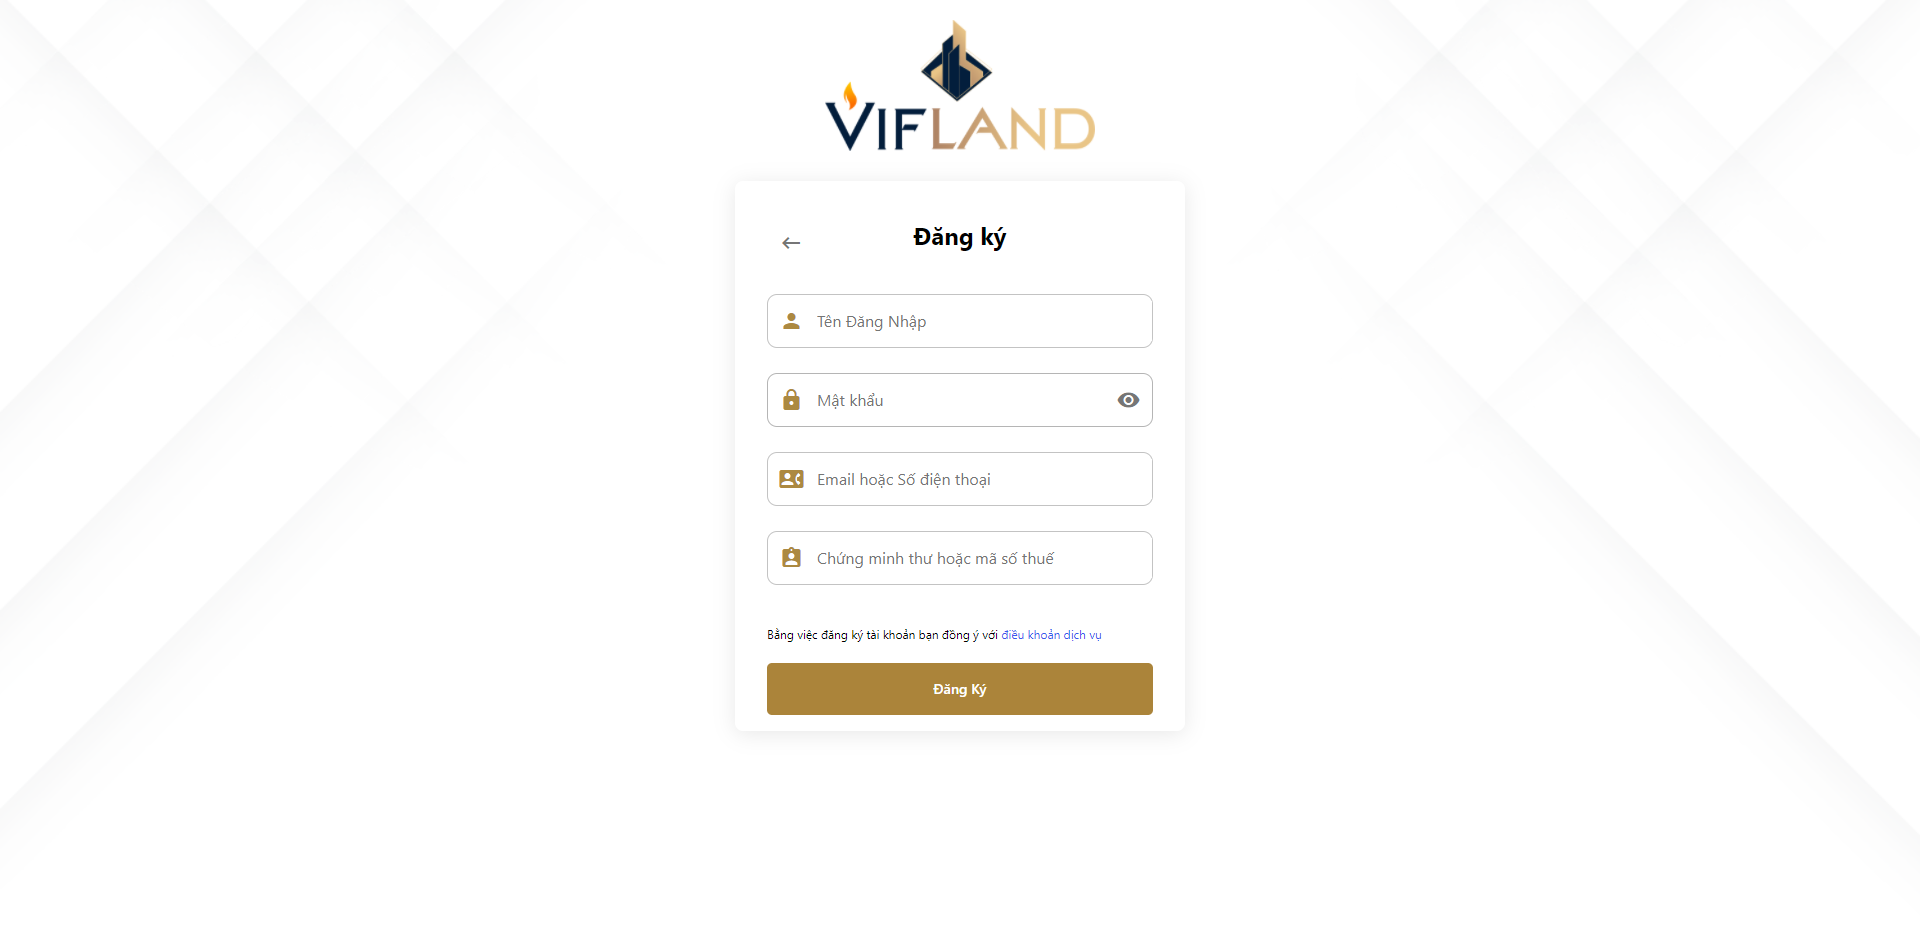 VIFLAND
Đăng ký
Tên Đăng Nhập
Mật khẩu
Email hoặc Số điện thoại
Chứng minh thư hoặc mã số thuế
Bằng việc đăng ký tài khoản bạn đồng ý với điều khoản dịch vụ
Đăng Ký